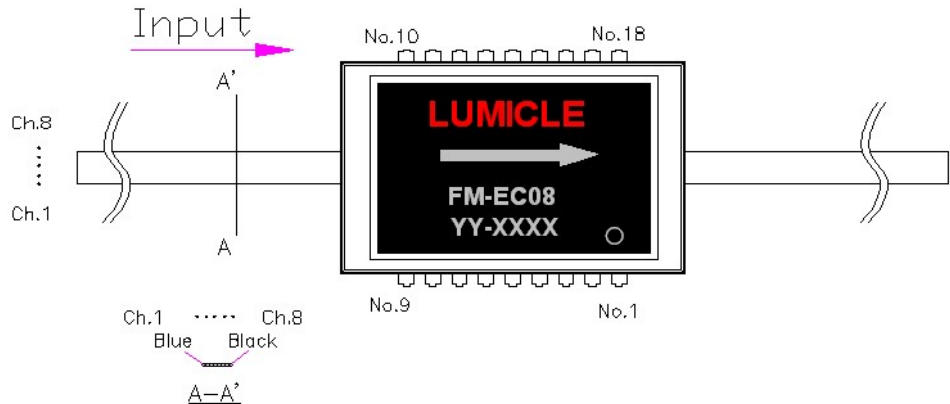 Input
No.10
No.18
A'
Ch.8
Ch.1
A
LUMICLE
FM-EC08
YY-XXXX
No.9
No.1
Ch.1 ..... Ch.8
Blue Black
A-A'